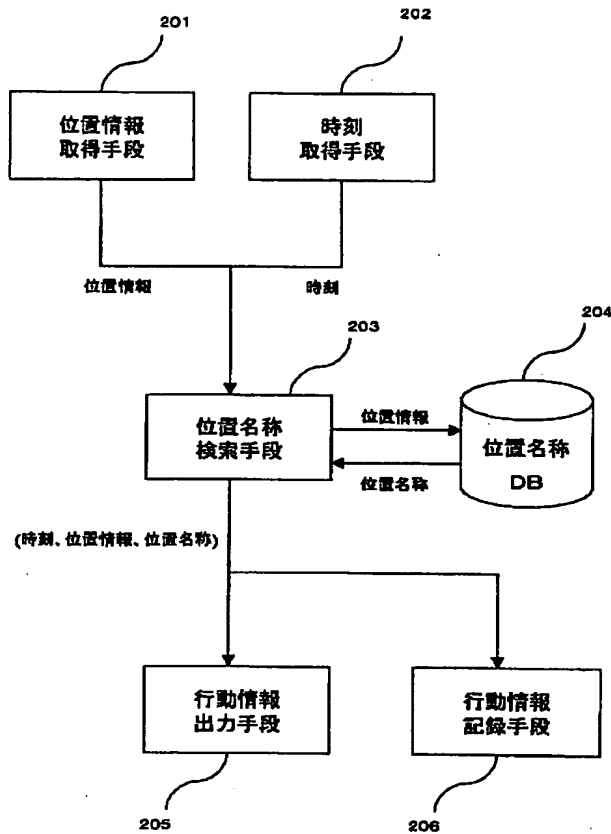 201
202
位置情報
取得手段
時刻
取得手段
位置情報
時刻
203
204
位置名称
検索手段
位置情報
位置名称
位置名称
DB
(時刻、位置情報、位置名称)
行動情報
出力手段
行動情報
記録手段
205
206